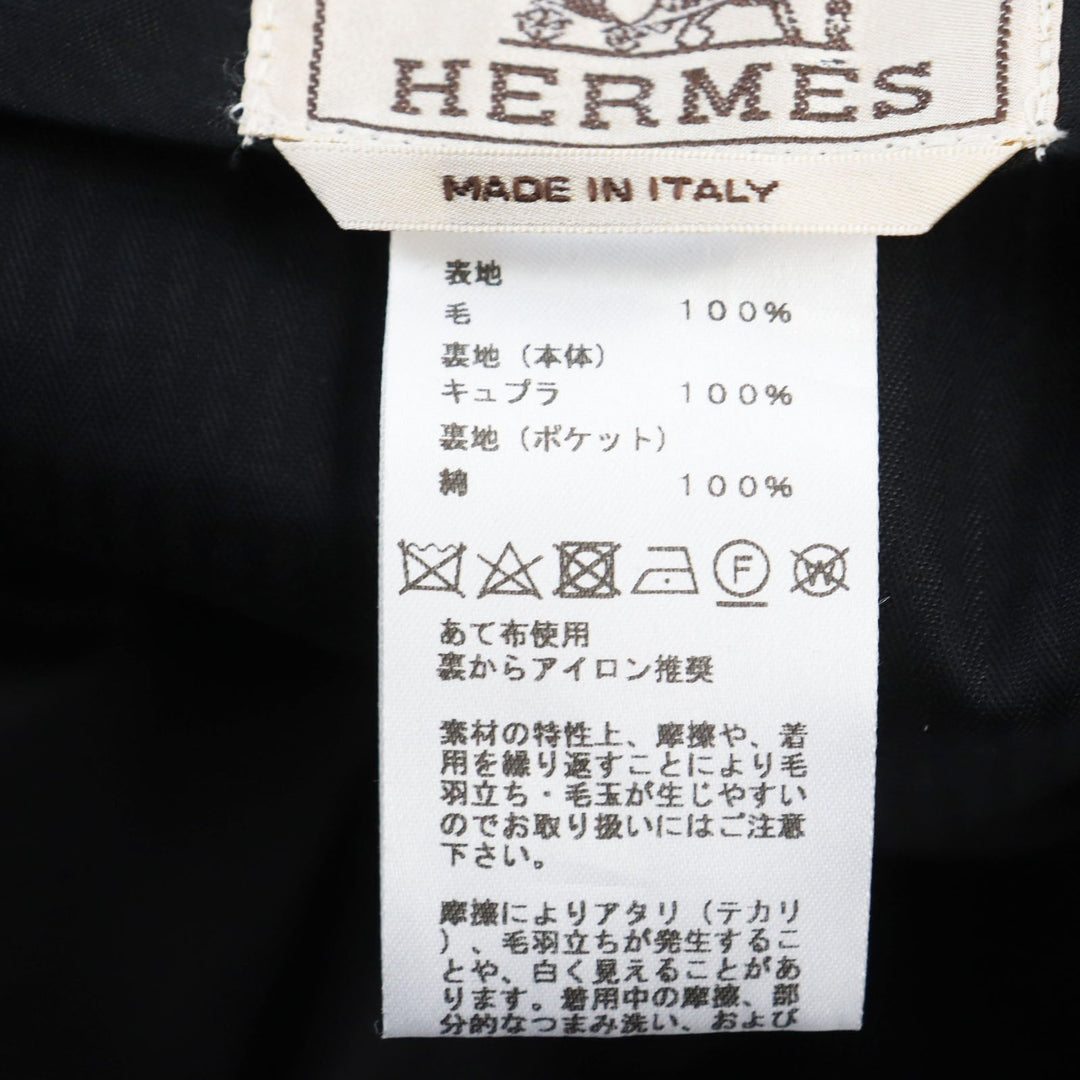 HERMES
MADE IN ITALY
表地
毛 100%
裏地（本体）
キュプラ 100%
裏地（ポケット）
綿 100%
F
W
あて布使用
裏からアイロン推奨
素材の特性上、摩擦や、着
用を繰り返すことにより毛
羽立ち・毛玉が生じやすい
のでお取り扱いにはご注意
下さい。
摩擦によりアタリ（テカリ
）、毛羽立ちが発生するこ
とや、白く見えることがあ
ります。着用中の摩擦、部
分的なつまみ洗い、および